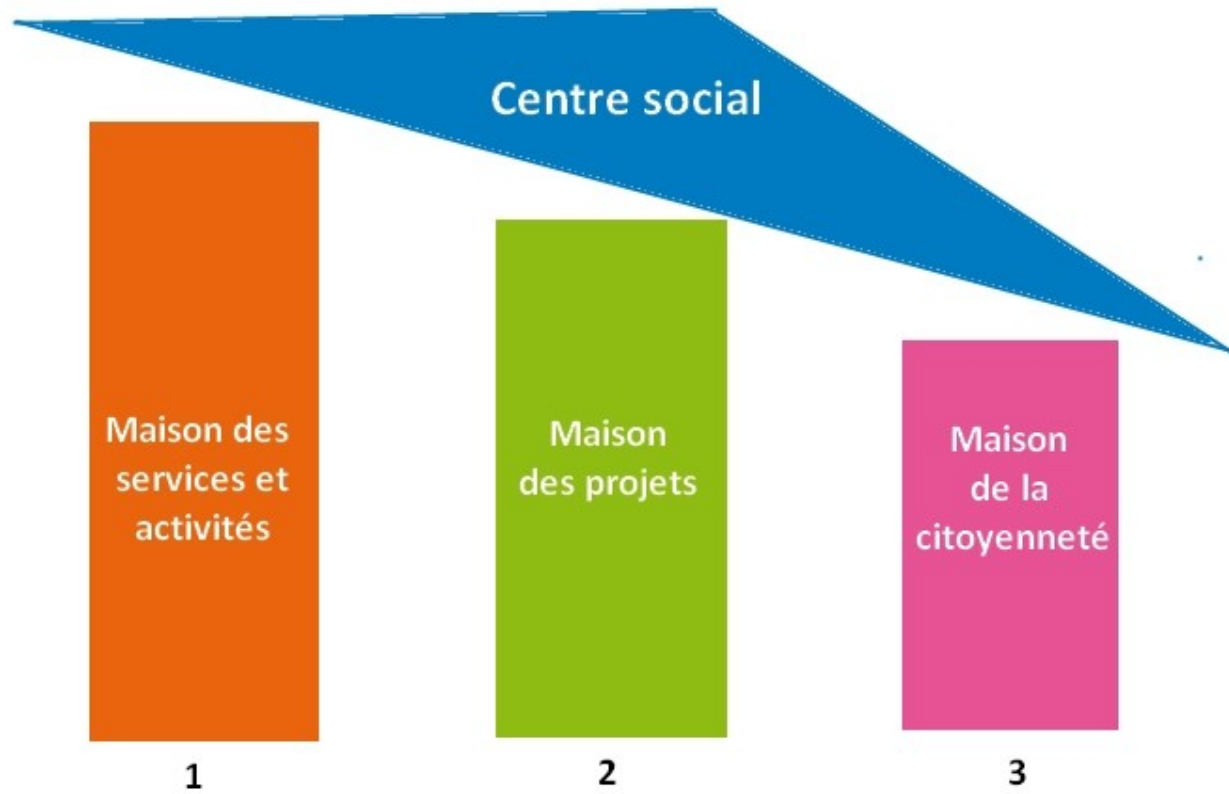 Centre social
Maison des
services et
activités
Maison
des projets
Maison
de la
citoyenneté
1
2
3